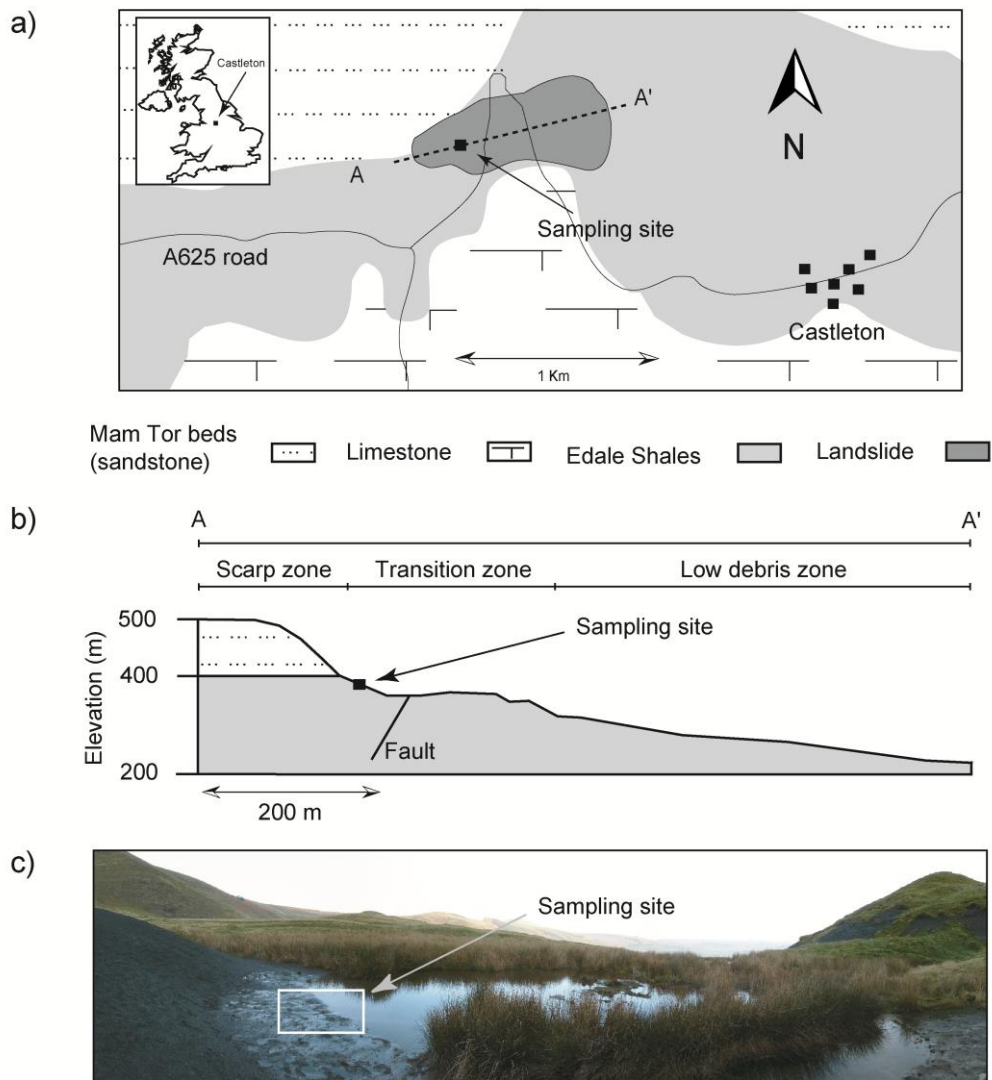 a)
Castleton
A'
A
N
Sampling site
A625 road
Castleton
1 Km
Mam Tor beds
(sandstone)
Limestone
Edale Shales
Landslide
b)
A
A'
Scarp zone
Transition zone
Low debris zone
500
Sampling site
400
Elevation (m)
Fault
200
200 m
c)
Sampling site